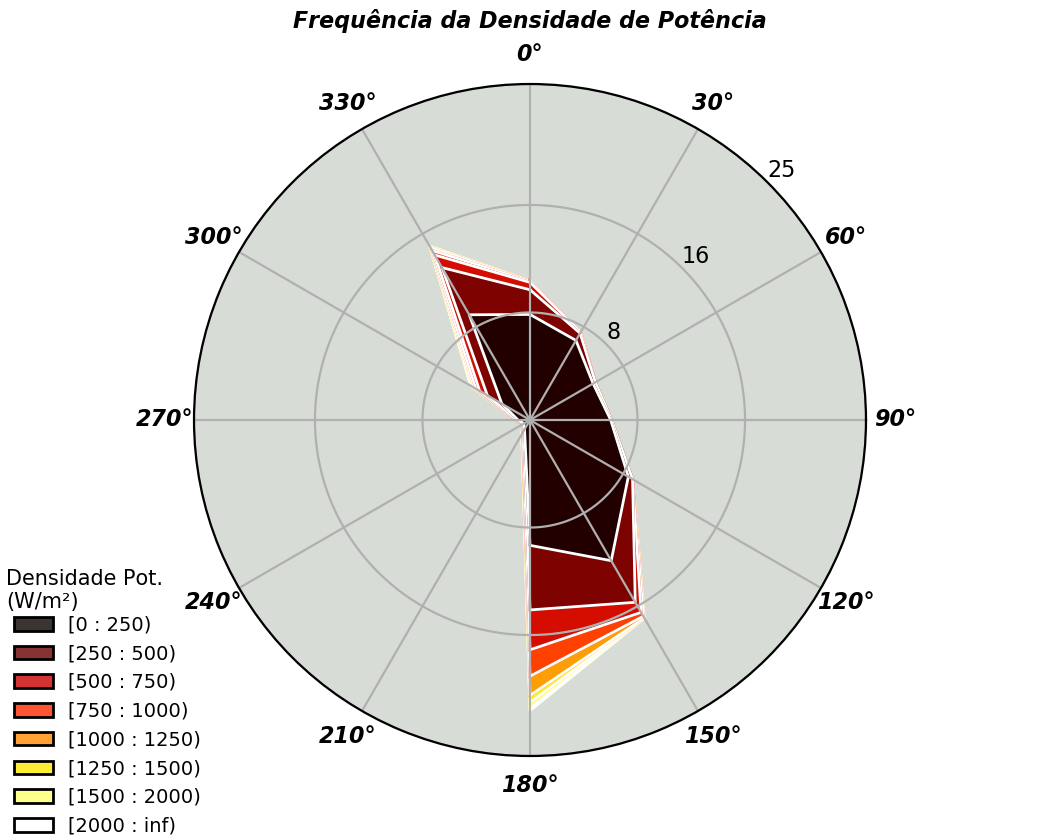 Frequência da Densidade de Potência
0°
330°
30°
25
300°
60°
16
8
270°
90°
240°
120°
210°
150°
180°
Densidade Pot.
(W/m²)
[0 : 250)
[250 : 500)
[500 : 750)
[750 : 1000)
[1000 : 1250)
[1250 : 1500)
[1500 : 2000)
[2000 : inf)